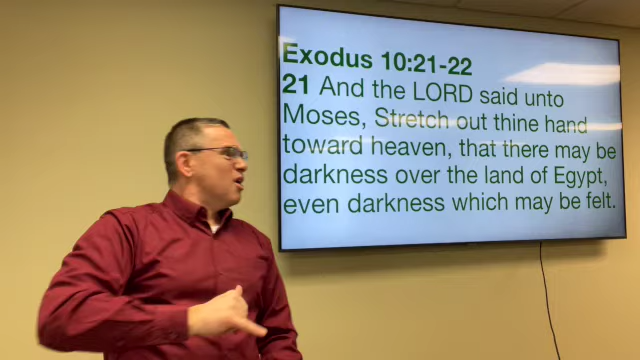 Exodus 10:21-22
21 And the LORD said unto
Moses, Stretch out thine hand
toward heaven, that there may be
darkness over the land of Egypt,
even darkness which may be felt.